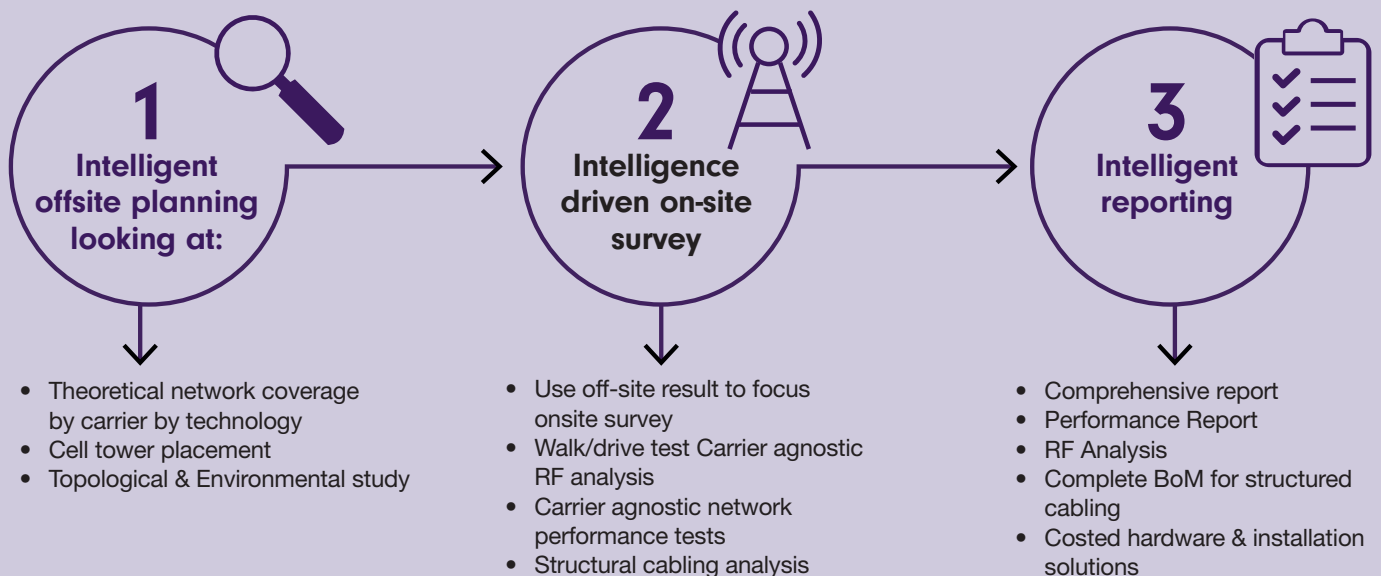 1
Intelligent
offsite planning
looking at:
• Theoretical network coverage
by carrier by technology
• Cell tower placement
• Topological & Environmental study
2
Intelligence
driven on-site
survey
• Use off-site result to focus
onsite survey
• Walk/drive test Carrier agnostic
RF analysis
• Carrier agnostic network
performance tests
• Structural cabling analysis
3
Intelligent
reporting
• Comprehensive report
• Performance Report
• RF Analysis
• Complete BoM for structured
cabling
• Costed hardware & installation
solutions